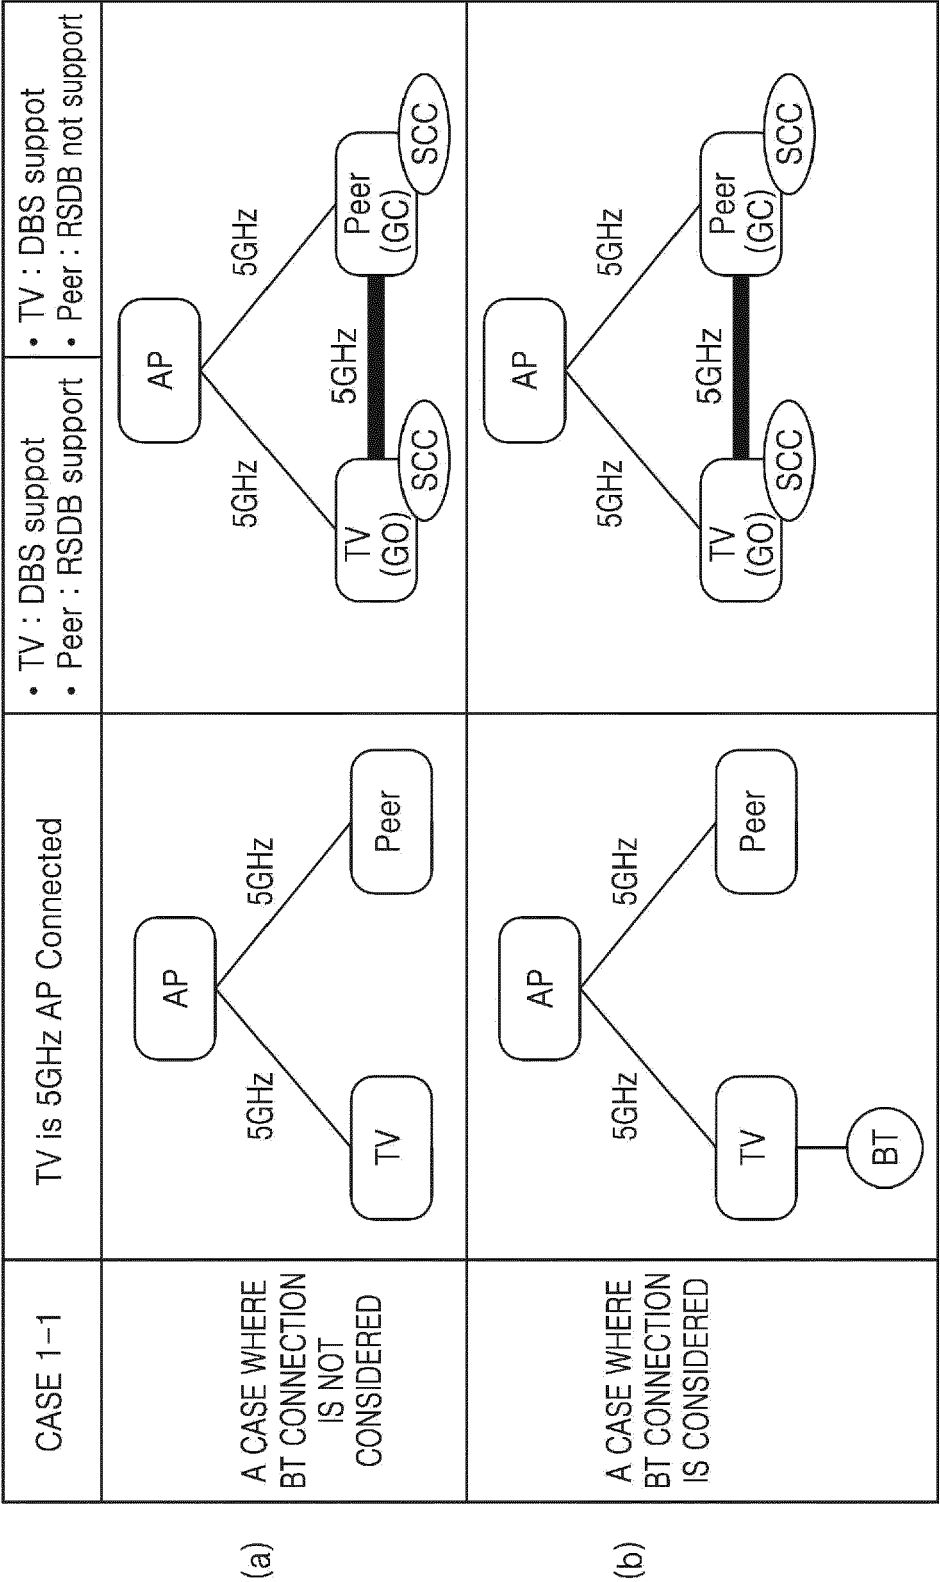 CASE 1-1
TV is 5GHz AP Connected
• TV : DBS suppot
• Peer : RSDB support
• TV : DBS suppot
• Peer : RSDB not support
(a)
A CASE WHERE
BT CONNECTION
IS NOT
CONSIDERED
AP
5GHz
5GHz
TV
Peer
AP
5GHz
5GHz
5GHz
TV
(GO)
SCC
Peer
(GC)
SCC
(b)
A CASE WHERE
BT CONNECTION
IS CONSIDERED
AP
5GHz
5GHz
TV
Peer
BT
AP
5GHz
5GHz
5GHz
TV
(GO)
SCC
Peer
(GC)
SCC